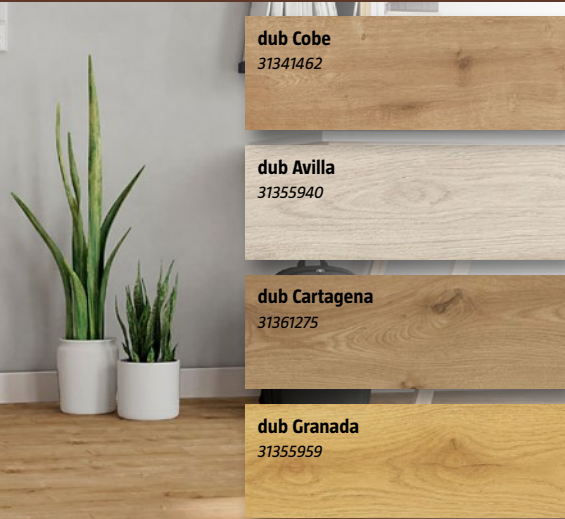 dub Cobe
31341462
dub Avilla
31355940
dub Cartagena
31361275
dub Granada
31355959